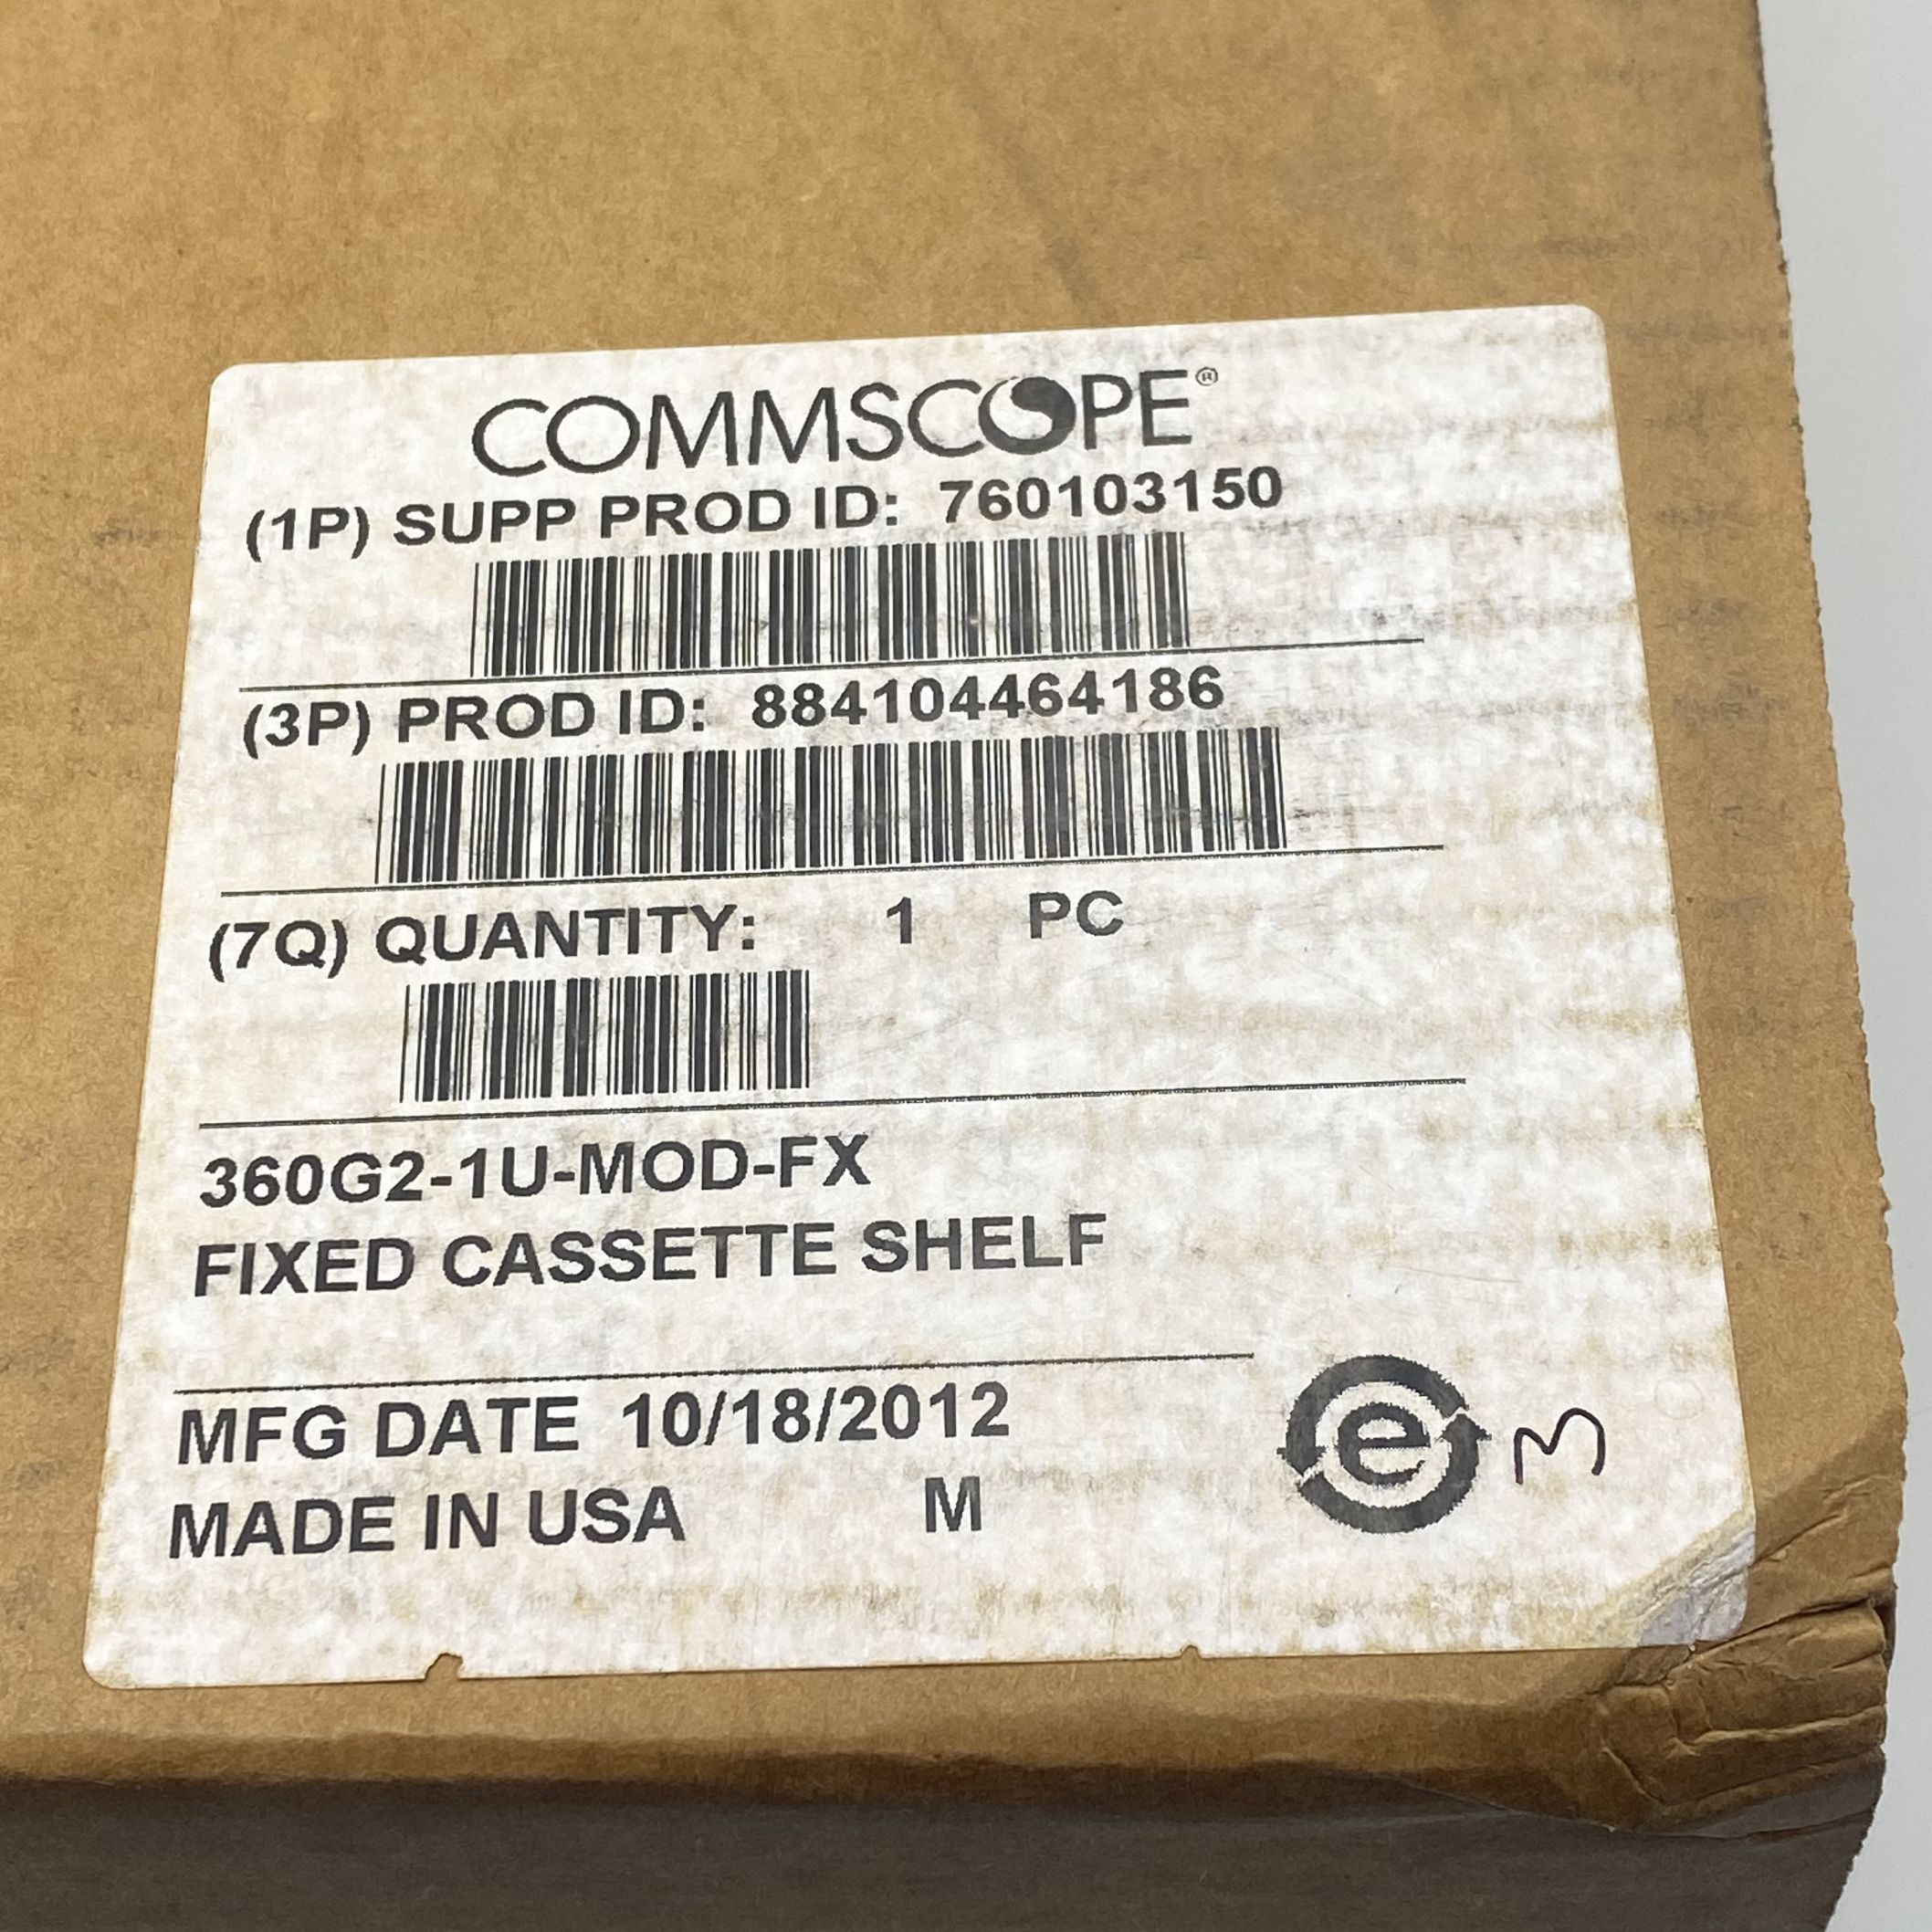 COMMSCOPE®
(1P) SUPP PROD ID: 760103150
(3P) PROD ID: 884104464186
(7Q) QUANTITY: 1 PC
360G2-1U-MOD-FX
FIXED CASSETTE SHELF
MFG DATE 10/18/2012
MADE IN USA M
e
3